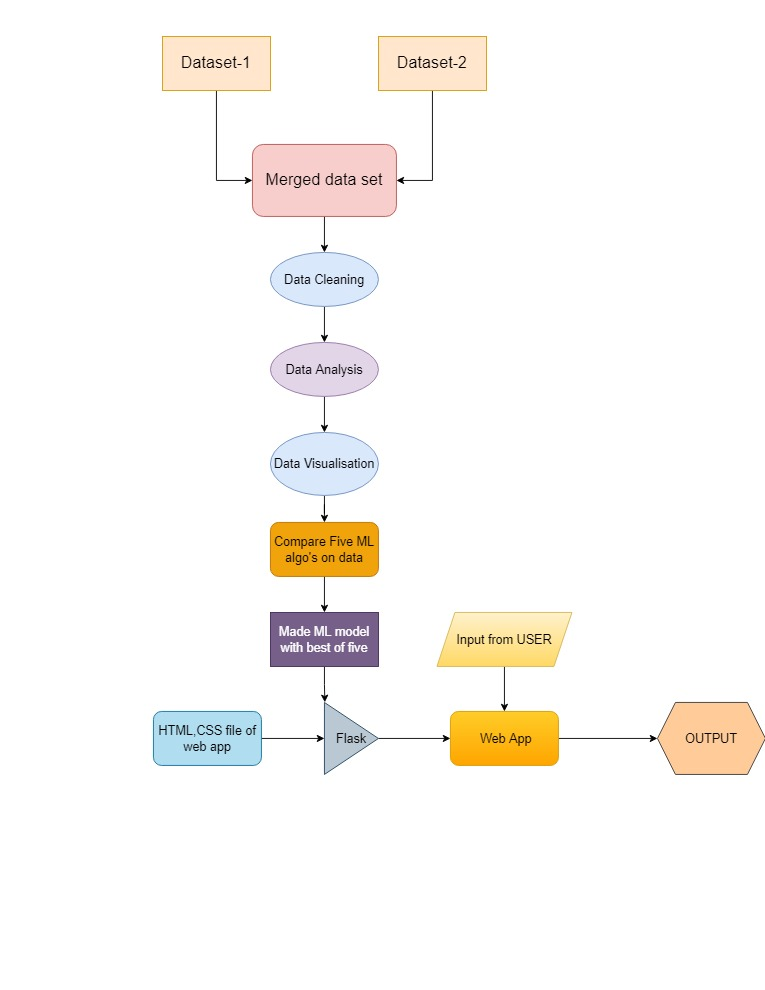 Dataset-1
Dataset-2
Merged data set
Data Cleaning
Data Analysis
Data Visualisation
Compare Five ML
algo's on data
Made ML model
with best of five
Input from USER
HTML,CSS file of
web app
Flask
Web App
OUTPUT